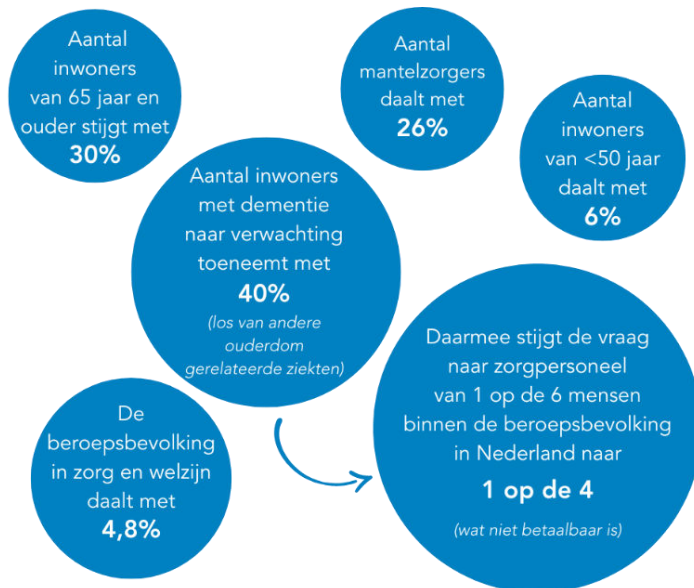 Aantal
inwoners
van 65 jaar en
ouder stijgt met
30%
Aantal
mantelzorgers
daalt met
26%
Aantal
inwoners
van <50 jaar
daalt met
6%
Aantal inwoners
met dementie
naar verwachting
toeneemt met
40%
(los van andere
ouderdom
gerelateerde ziekten)
De
beroepsbevolking
in zorg en welzijn
daalt met
4,8%
Daarmee stijgt de vraag
naar zorgpersoneel
van 1 op de 6 mensen
binnen de beroepsbevolking
in Nederland naar
1 op de 4
(wat niet betaalbaar is)